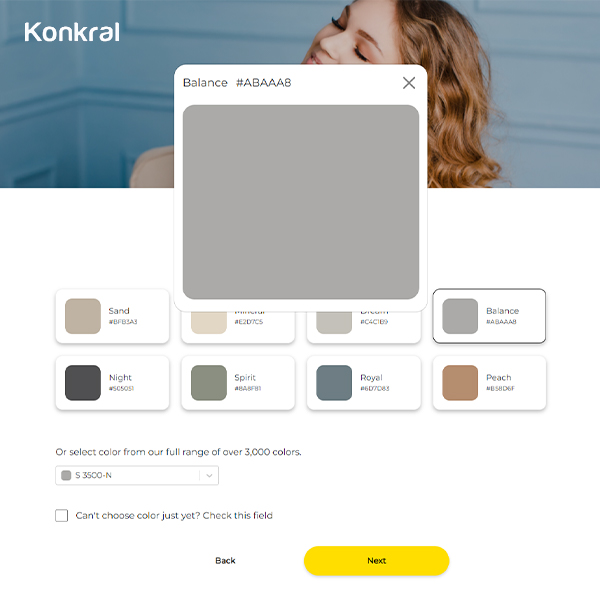 Konkral
Balance #ABAAA8
Sand
#BFB3A3
Mineral
#E2D7C5
Dream
#C4C1B9
Balance
#ABAAA8
Night
#505051
Spirit
#8A8F81
Royal
#6D7D83
Peach
#B58D6F
Or select color from our full range of over 3,000 colors.
S 3500-N
Can't choose color just yet? Check this field
Back
Next